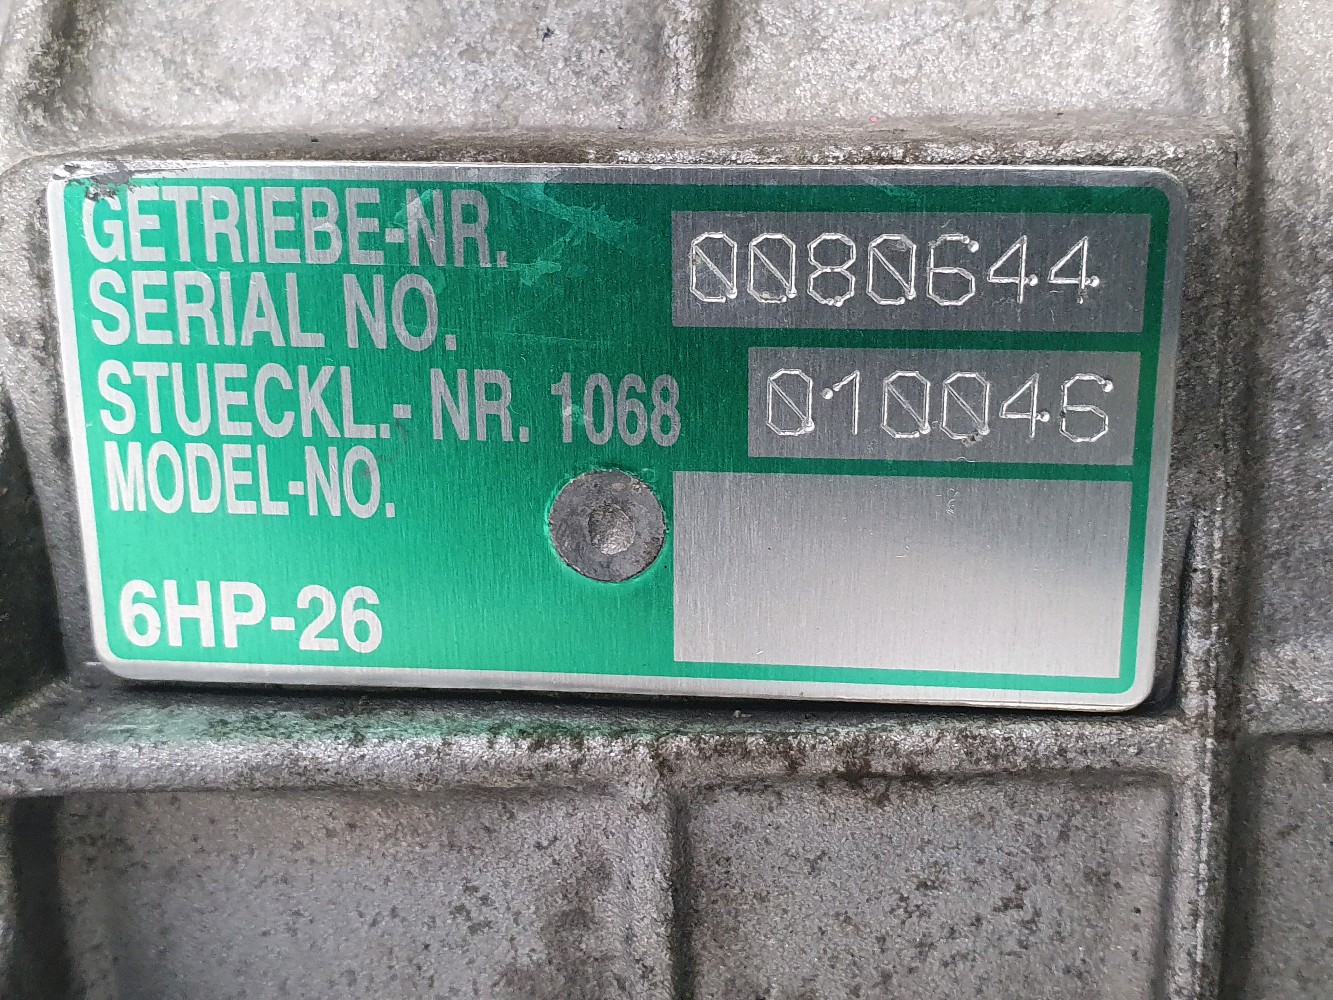 GETRIEBE-NR.
SERIAL NO. 0080644
STUECKL.- NR. 1068 010046
MODEL-NO.
6HP-26